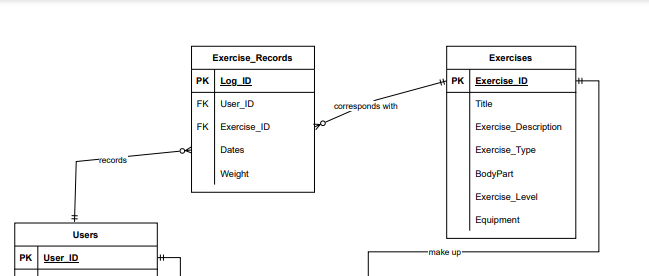 Exercise_Records
PK Log_ID
FK User_ID
FK Exercise_ID
Dates
Weight
corresponds with
Exercises
PK Exercise_ID
Title
Exercise_Description
Exercise_Type
BodyPart
Exercise_Level
Equipment
records
Users
PK User_ID
make up